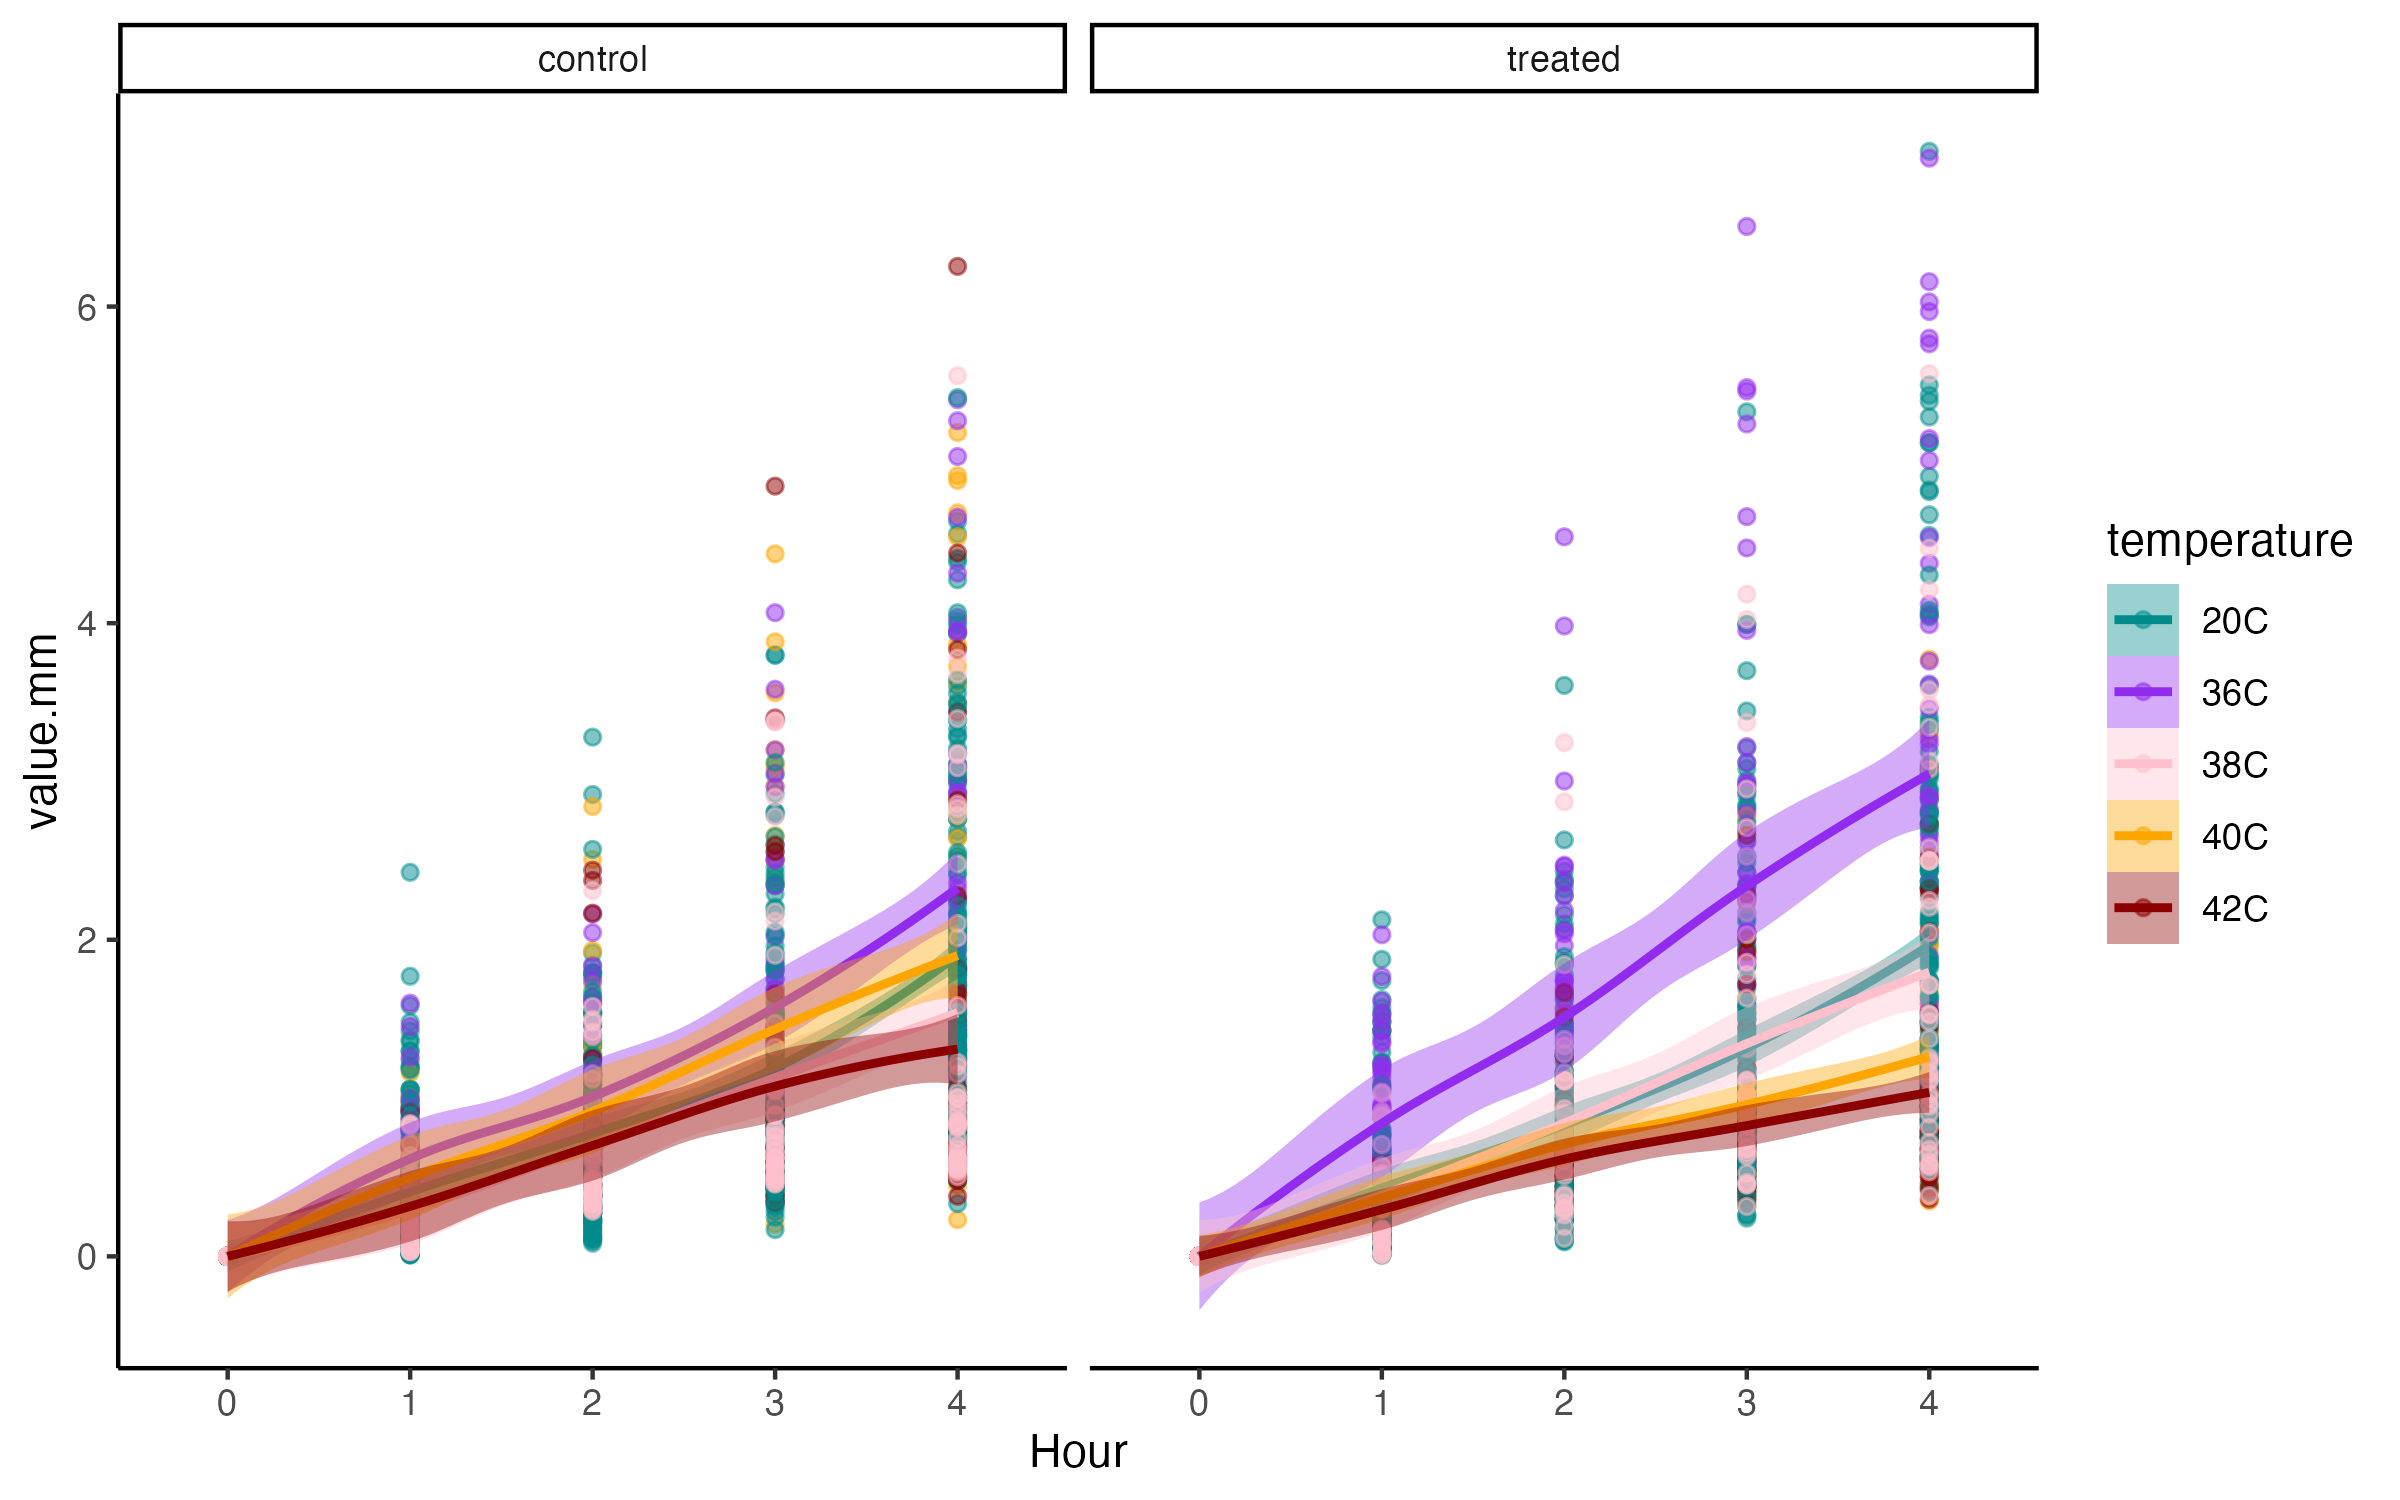 control
treated
value.mm
6
4
2
0
0 1 2 3 4
0 1 2 3 4
Hour
temperature
20C
36C
38C
40C
42C